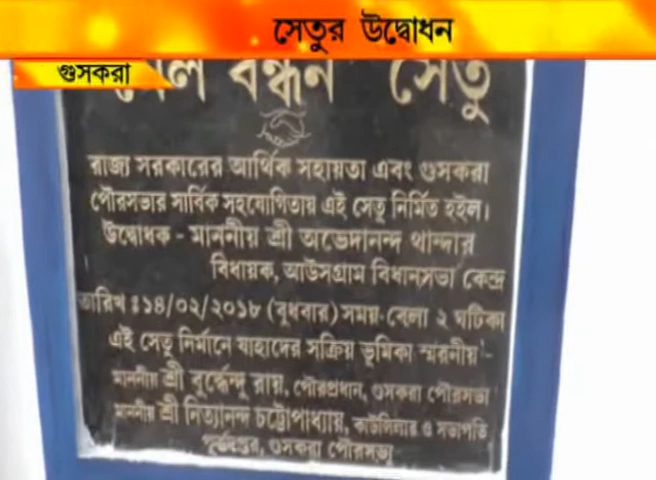 সেতুর উদ্বোধন
গুসকরা
বন্ধন সেতু
রাজ্য সরকারের আর্থিক সহায়তা এবং গুসকরা
পৌরসভার সার্বিক সহযোগিতায় এই সেতু নির্মিত হইল।
উদ্বোধক - মাননীয় শ্রী অভেদানন্দ থান্দার
বিধায়ক, আউসগ্রাম বিধানসভা কেন্দ্র
তারিখ ঃ ১৪/০২/২০১৮ (বুধবার) সময়-বেলা ২ ঘটিকা
এই সেতু নির্মানে যাহাদের সক্রিয় ভূমিকা স্মরনীয় -
মাননীয় শ্রী বুর্দ্ধেন্দু রায়, পৌরপ্রধান, গুসকরা পৌরসভা
মাননীয় শ্রী নিত্যানন্দ চট্টোপাধ্যায়, কাউন্সিলার ও সভাপতি
গুসকরা পৌরসভা